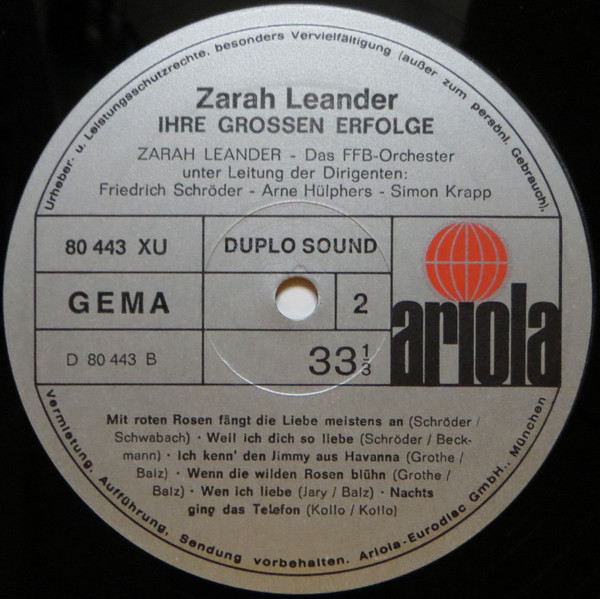 Urheber- u. Leistungsschutzrechte, besonders Vervielfältigung (außer zum persönl. Gebrauch),
Zarah Leander
IHRE GROSSEN ERFOLGE
ZARAH LEANDER - Das FFB-Orchester
unter Leitung der Dirigenten:
Friedrich Schröder - Arne Hülphers - Simon Krapp
80 443 XU
DUPLO SOUND
GEMA
2
ariola
D 80 443 B
33 1/3
Mit roten Rosen fängt die Liebe meistens an (Schröder /
Schwabach) · Weil ich dich so liebe (Schröder / Beck-
mann) · Ich kenn' den Jimmy aus Havanna (Grothe /
Balz) · Wenn die wilden Rosen blühn (Grothe /
Balz) · Wen ich liebe (Jary / Balz) · Nachts
ging das Telefon (Kollo / Kollo)
Vermietung, Aufführung, Sendung vorbehalten. Ariola-Eurodisc GmbH., München